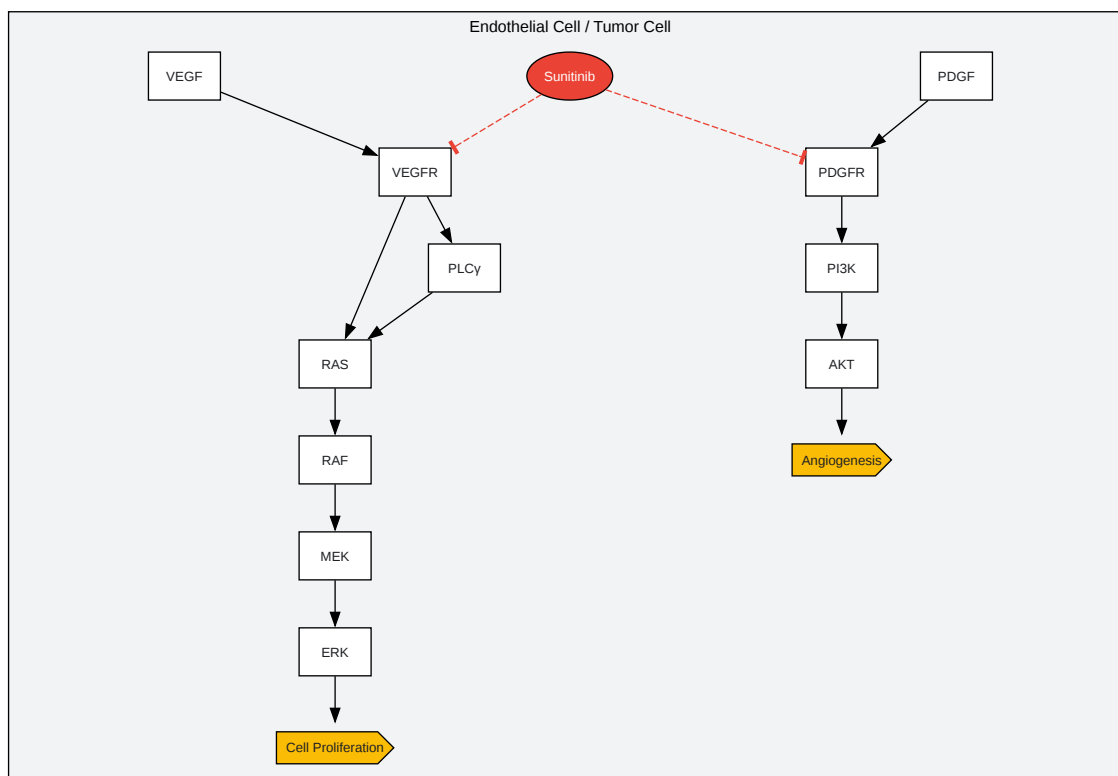 Endothelial Cell / Tumor Cell
VEGF
Sunitinib
PDGF
VEGFR
PDGFR
PLCγ
PI3K
RAS
AKT
RAF
Angiogenesis
MEK
ERK
Cell Proliferation